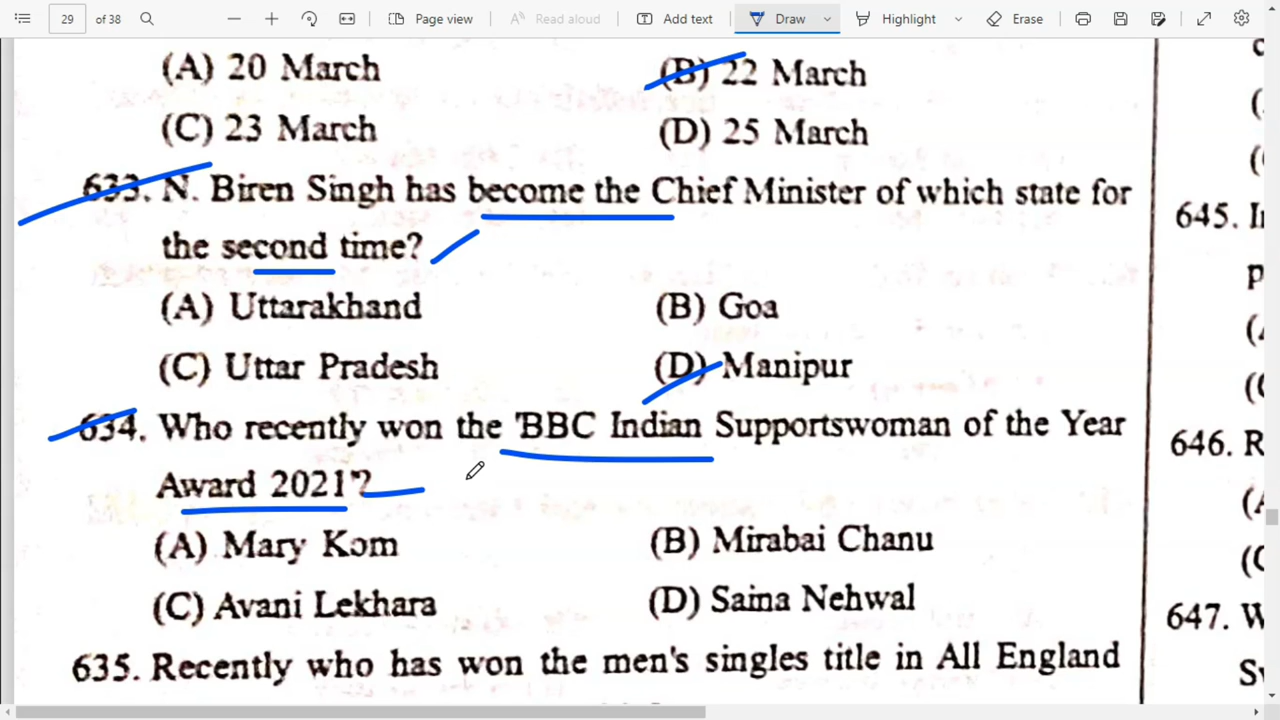 29 of 38 Page view Read aloud Add text Draw Highlight Erase
(A) 20 March (B) 22 March
(C) 23 March (D) 25 March
633. N. Biren Singh has become the Chief Minister of which state for
the second time?
(A) Uttarakhand (B) Goa
(C) Uttar Pradesh (D) Manipur
634. Who recently won the 'BBC Indian Supportswoman of the Year
Award 2021'?
(A) Mary Kom (B) Mirabai Chanu
(C) Avani Lekhara (D) Saina Nehwal
635. Recently who has won the men's singles title in All England
645. I
p
646. R
(A
(C
647. W